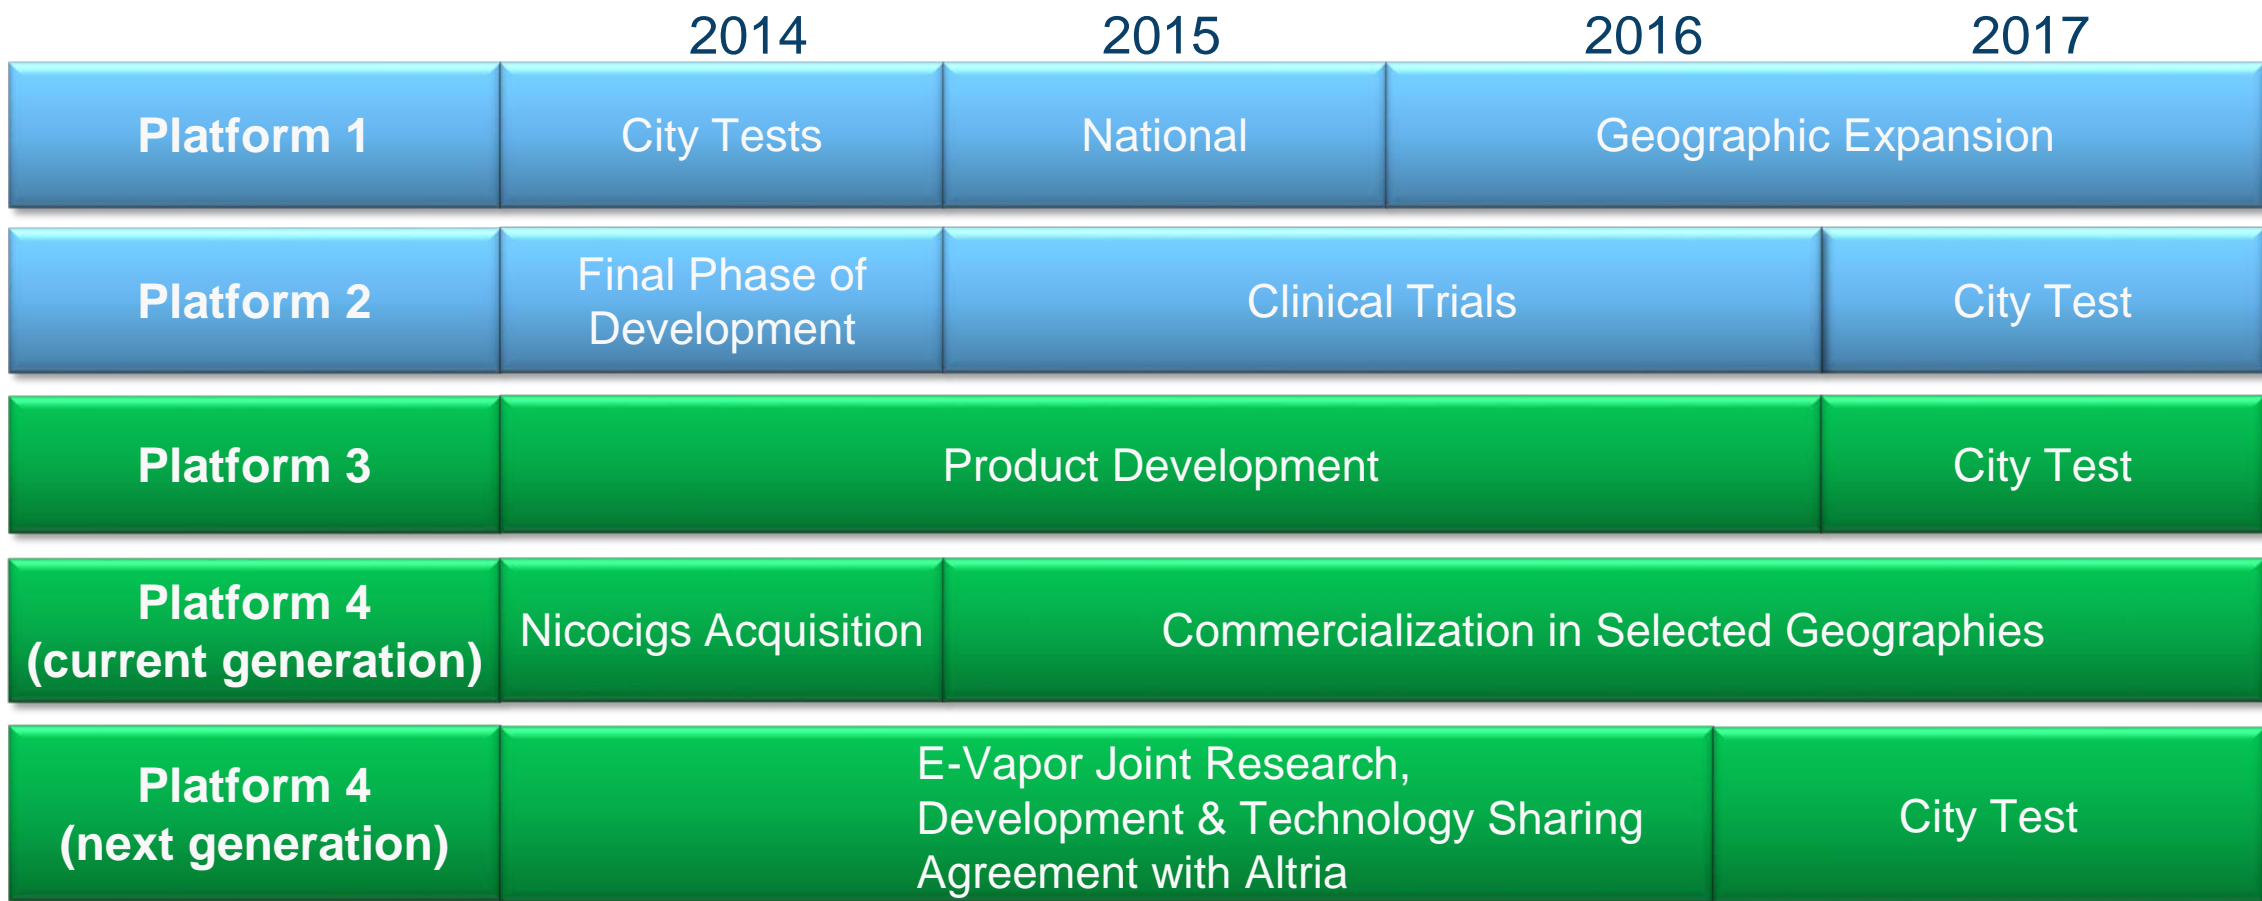 2014 2015 2016 2017
Platform 1 City Tests National Geographic Expansion
Platform 2 Final Phase of
Development Clinical Trials City Test
Platform 3 Product Development City Test
Platform 4
(current generation) Nicocigs Acquisition Commercialization in Selected Geographies
Platform 4
(next generation) E-Vapor Joint Research,
Development & Technology Sharing
Agreement with Altria City Test